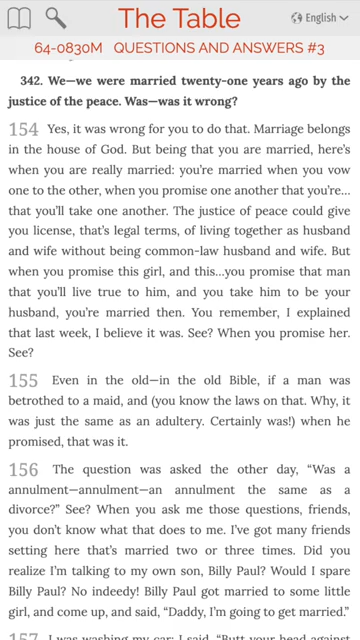 The Table
English
64-0830M QUESTIONS AND ANSWERS #3
342. We—we were married twenty-one years ago by the
justice of the peace. Was—was it wrong?
154 Yes, it was wrong for you to do that. Marriage belongs
in the house of God. But being that you are married, here's
when you are really married: you're married when you vow
one to the other, when you promise one another that you're...
that you'll take one another. The justice of peace could give
you license, that's legal terms, of living together as husband
and wife without being common-law husband and wife. But
when you promise this girl, and this...you promise that man
that you'll live true to him, and you take him to be your
husband, you're married then. You remember, I explained
that last week, I believe it was. See? When you promise her.
See?
155 Even in the old—in the old Bible, if a man was
betrothed to a maid, and (you know the laws on that. Why, it
was just the same as an adultery. Certainly was!) when he
promised, that was it.
156 The question was asked the other day, “Was a
annulment—annulment—an annulment the same as a
divorce?” See? When you ask me those questions, friends,
you don't know what that does to me. I've got many friends
setting here that's married two or three times. Did you
realize I'm talking to my own son, Billy Paul? Would I spare
Billy Paul? No indeedy! Billy Paul got married to some little
girl, and come up, and said, “Daddy, I'm going to get married.”
157 I was washing my car; I said, “Butt your head against